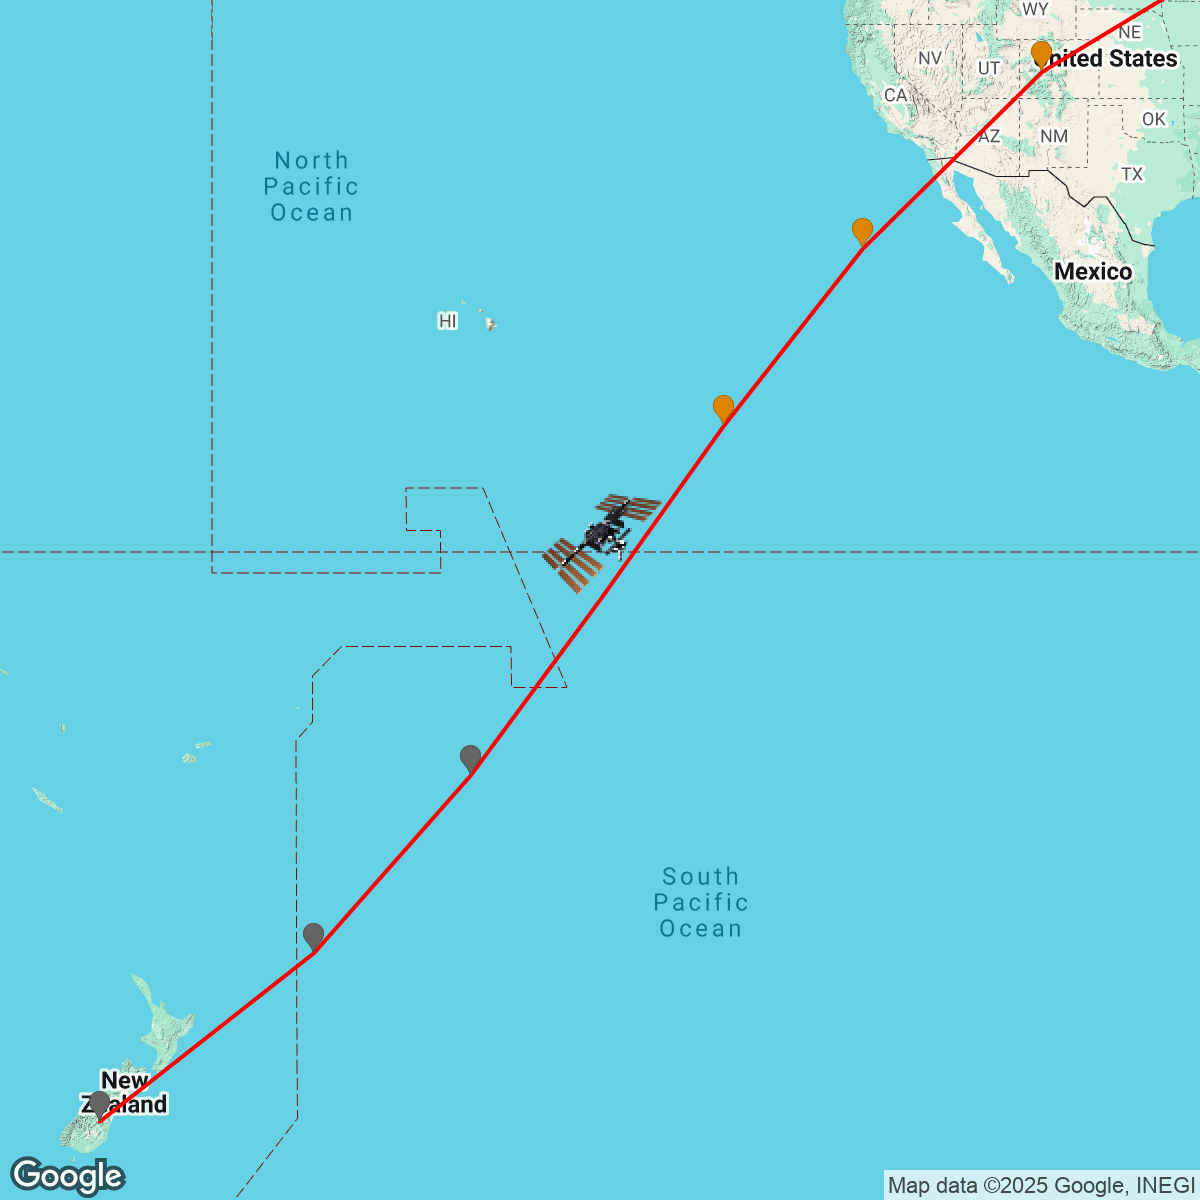 WY
NE
NV
UT
United States
CA
OK
AZ
NM
TX
North
Pacific
Ocean
Mexico
HI
South
Pacific
Ocean
New
Zealand
Google
Map data ©2025 Google, INEGI